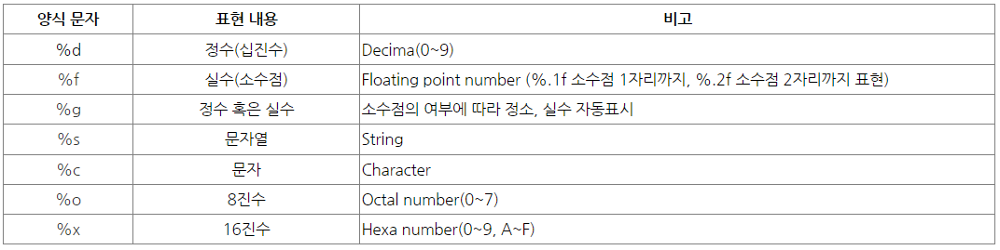 양식 문자 표현 내용 비고
%d 정수(십진수) Decima(0~9)
%f 실수(소수점) Floating point number (%.1f 소수점 1자리까지, %.2f 소수점 2자리까지 표현)
%g 정수 혹은 실수 소수점의 여부에 따라 정소, 실수 자동표시
%s 문자열 String
%c 문자 Character
%o 8진수 Octal number(0~7)
%x 16진수 Hexa number(0~9, A~F)